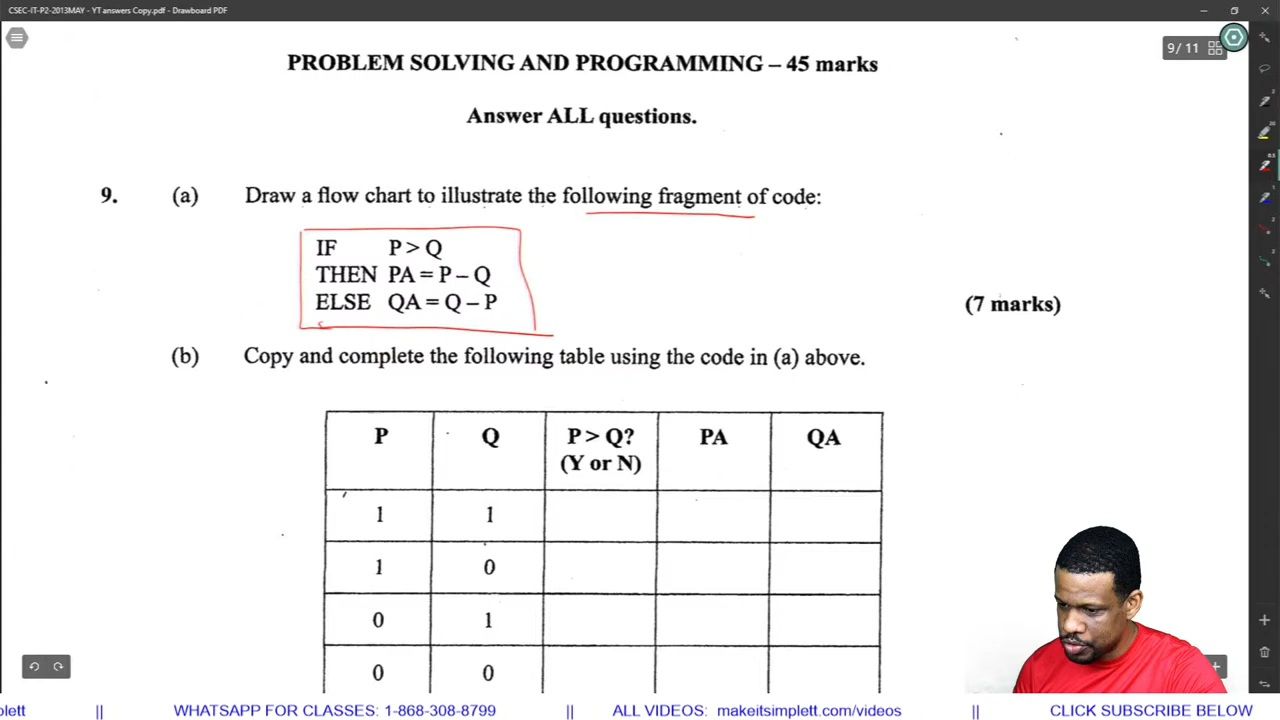 CSEC-IT-P2-2013MAY - YT answers Copy.pdf - Drawboard PDF
9 / 11
PROBLEM SOLVING AND PROGRAMMING – 45 marks
Answer ALL questions.
9. (a) Draw a flow chart to illustrate the following fragment of code:
IF P > Q
THEN PA = P – Q
ELSE QA = Q – P
(7 marks)
(b) Copy and complete the following table using the code in (a) above.
P Q P > Q? (Y or N) PA QA
1 1
1 0
0 1
0 0
plett || WHATSAPP FOR CLASSES: 1-868-308-8799 || ALL VIDEOS: makeitsimplett.com/videos || CLICK SUBSCRIBE BELOW